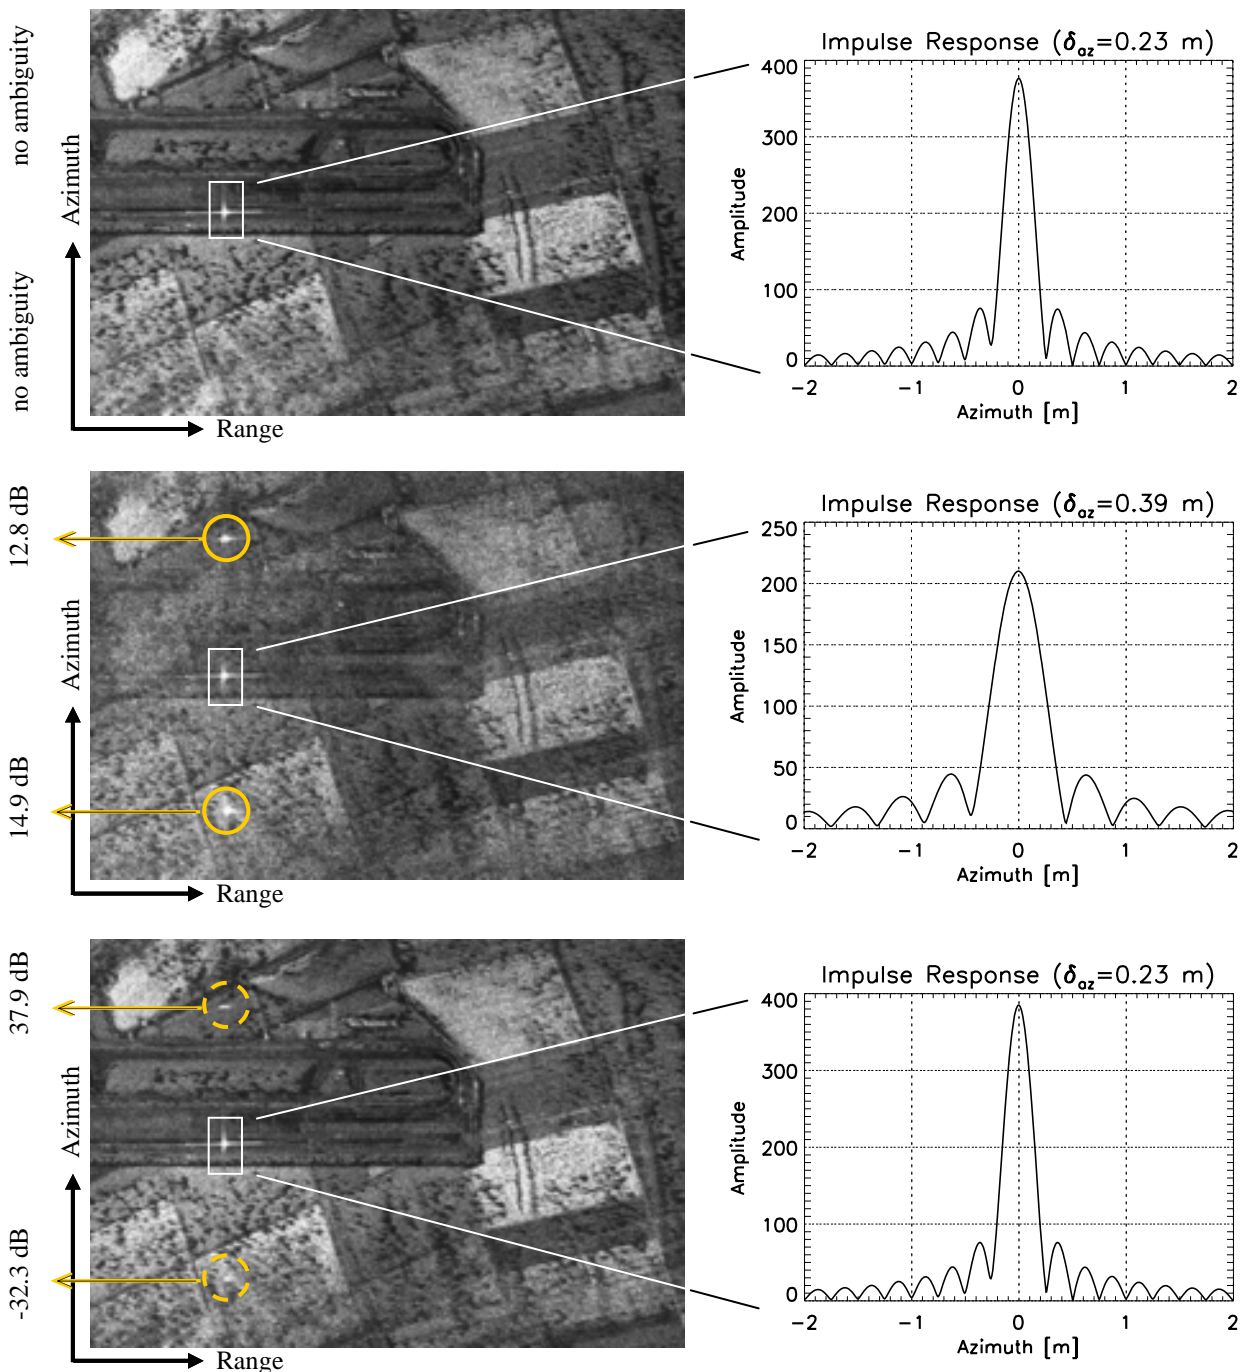 no ambiguity
Azimuth
no ambiguity
Range
Impulse Response (δaz=0.23 m)
400
300
200
100
0
Amplitude
-2 -1 0 1 2
Azimuth [m]
12.8 dB
Azimuth
14.9 dB
Range
Impulse Response (δaz=0.39 m)
250
200
150
100
50
0
Amplitude
-2 -1 0 1 2
Azimuth [m]
37.9 dB
Azimuth
-32.3 dB
Range
Impulse Response (δaz=0.23 m)
400
300
200
100
0
Amplitude
-2 -1 0 1 2
Azimuth [m]